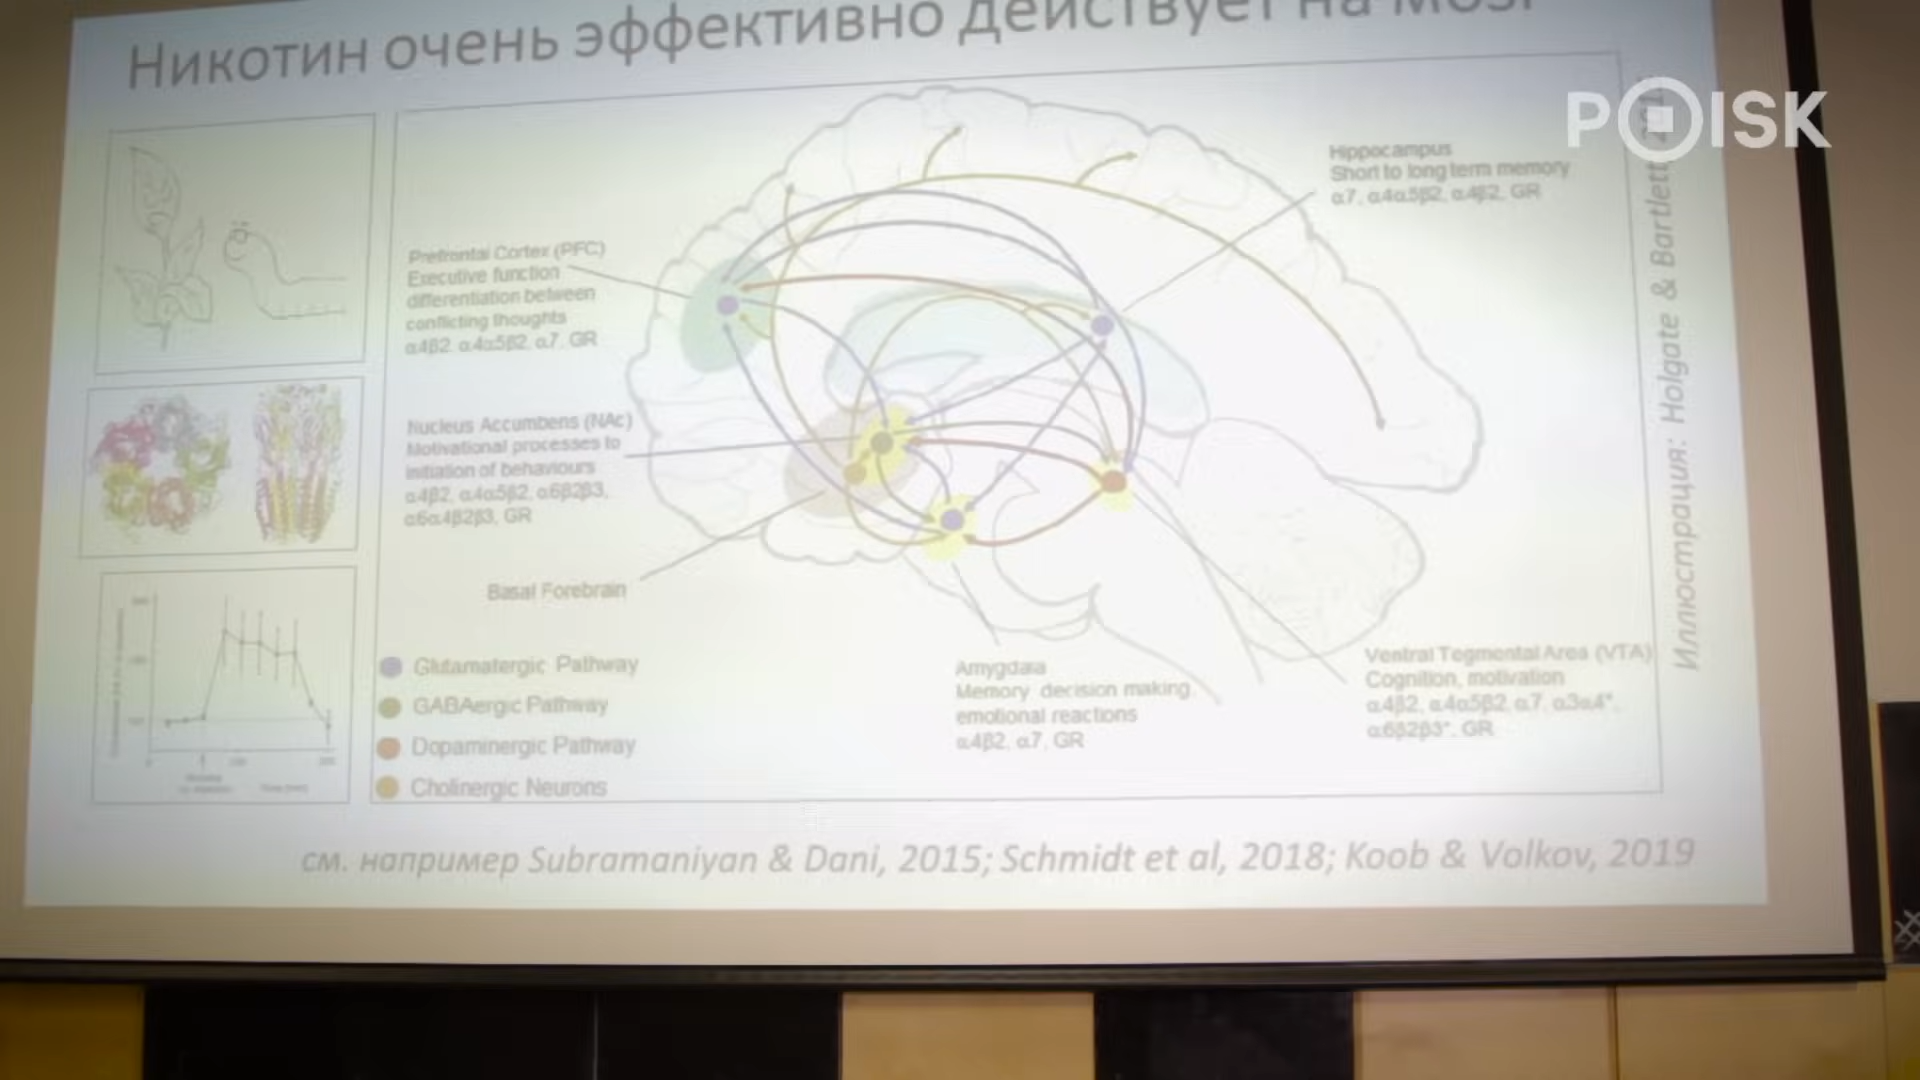 Никотин очень эффективно действует на мозг
POISK
Hippocampus
Short to long term memory
α7, α4α5β2, α4β2, GR
Prefrontal Cortex (PFC)
Executive function
differentiation between
conflicting thoughts
α4β2, α4α5β2, α7, GR
Nucleus Accumbens (NAc)
Motivational processes to
initiation of behaviours
α4β2, α4α5β2, α6β2β3,
α6α4β2β3, GR
Basal Forebrain
Glutamatergic Pathway
GABAergic Pathway
Dopaminergic Pathway
Cholinergic Neurons
Amygdala
Memory decision making
emotional reactions
α4β2, α7, GR
Ventral Tegmental Area (VTA)
Cognition, motivation
α4β2, α4α5β2, α7, α3α4*,
α6β2β3*, GR
Иллюстрация: Holgate & Bartlett
см. например Subramaniyan & Dani, 2015; Schmidt et al, 2018; Koob & Volkov, 2019